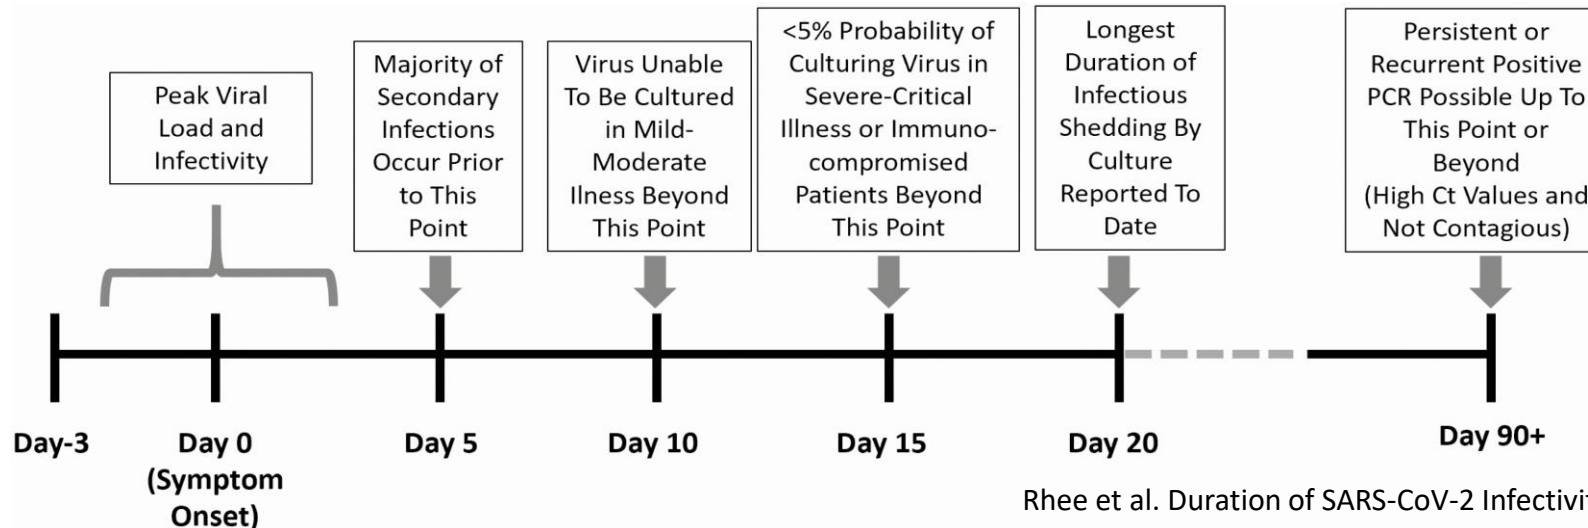 Peak Viral
Load and
Infectivity
Majority of
Secondary
Infections
Occur Prior
to This
Point
Virus Unable
To Be Cultured
in Mild-
Moderate
Ilness Beyond
This Point
<5% Probability of
Culturing Virus in
Severe-Critical
Illness or Immuno-
compromised
Patients Beyond
This Point
Longest
Duration of
Infectious
Shedding By
Culture
Reported To
Date
Persistent or
Recurrent Positive
PCR Possible Up To
This Point or
Beyond
(High Ct Values and
Not Contagious)
Day-3
Day 0
(Symptom
Onset)
Day 5
Day 10
Day 15
Day 20
Day 90+
Rhee et al. Duration of SARS-CoV-2 Infectivit